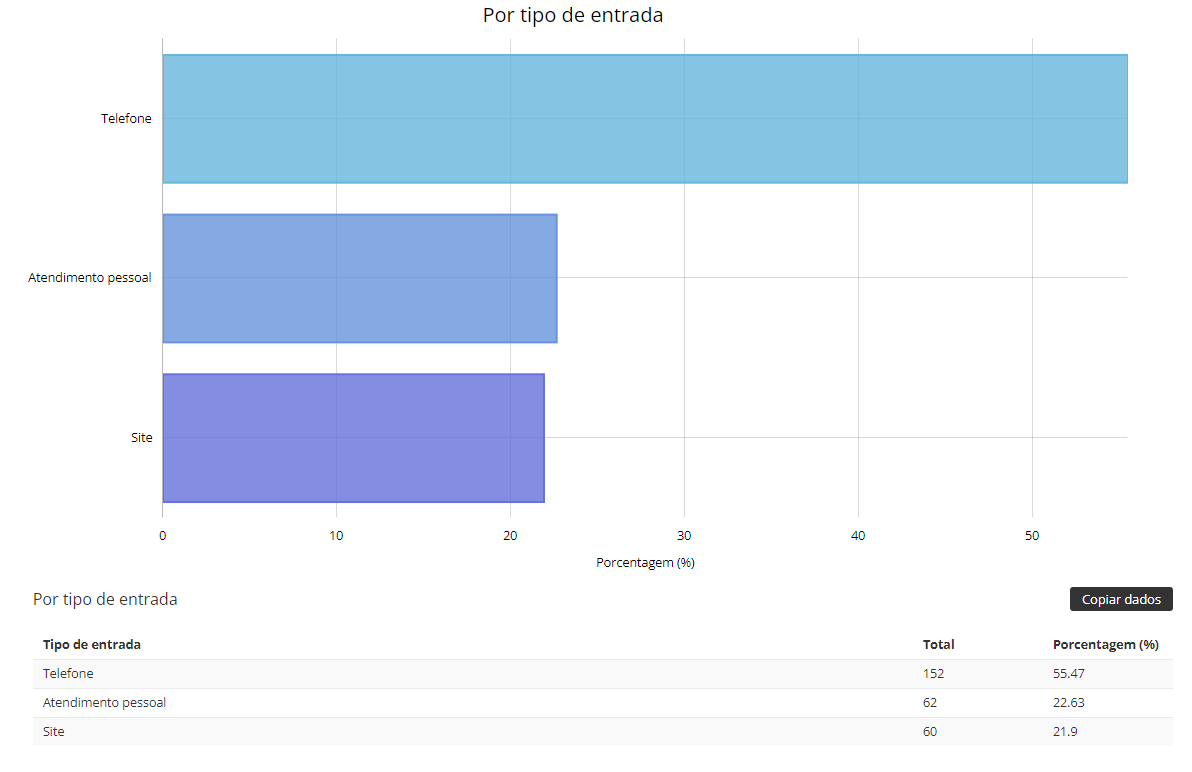 Por tipo de entrada
Telefone
Atendimento pessoal
Site
0 10 20 30 40 50
Porcentagem (%)
Por tipo de entrada Copiar dados
Tipo de entrada Total Porcentagem (%)
Telefone 152 55.47
Atendimento pessoal 62 22.63
Site 60 21.9